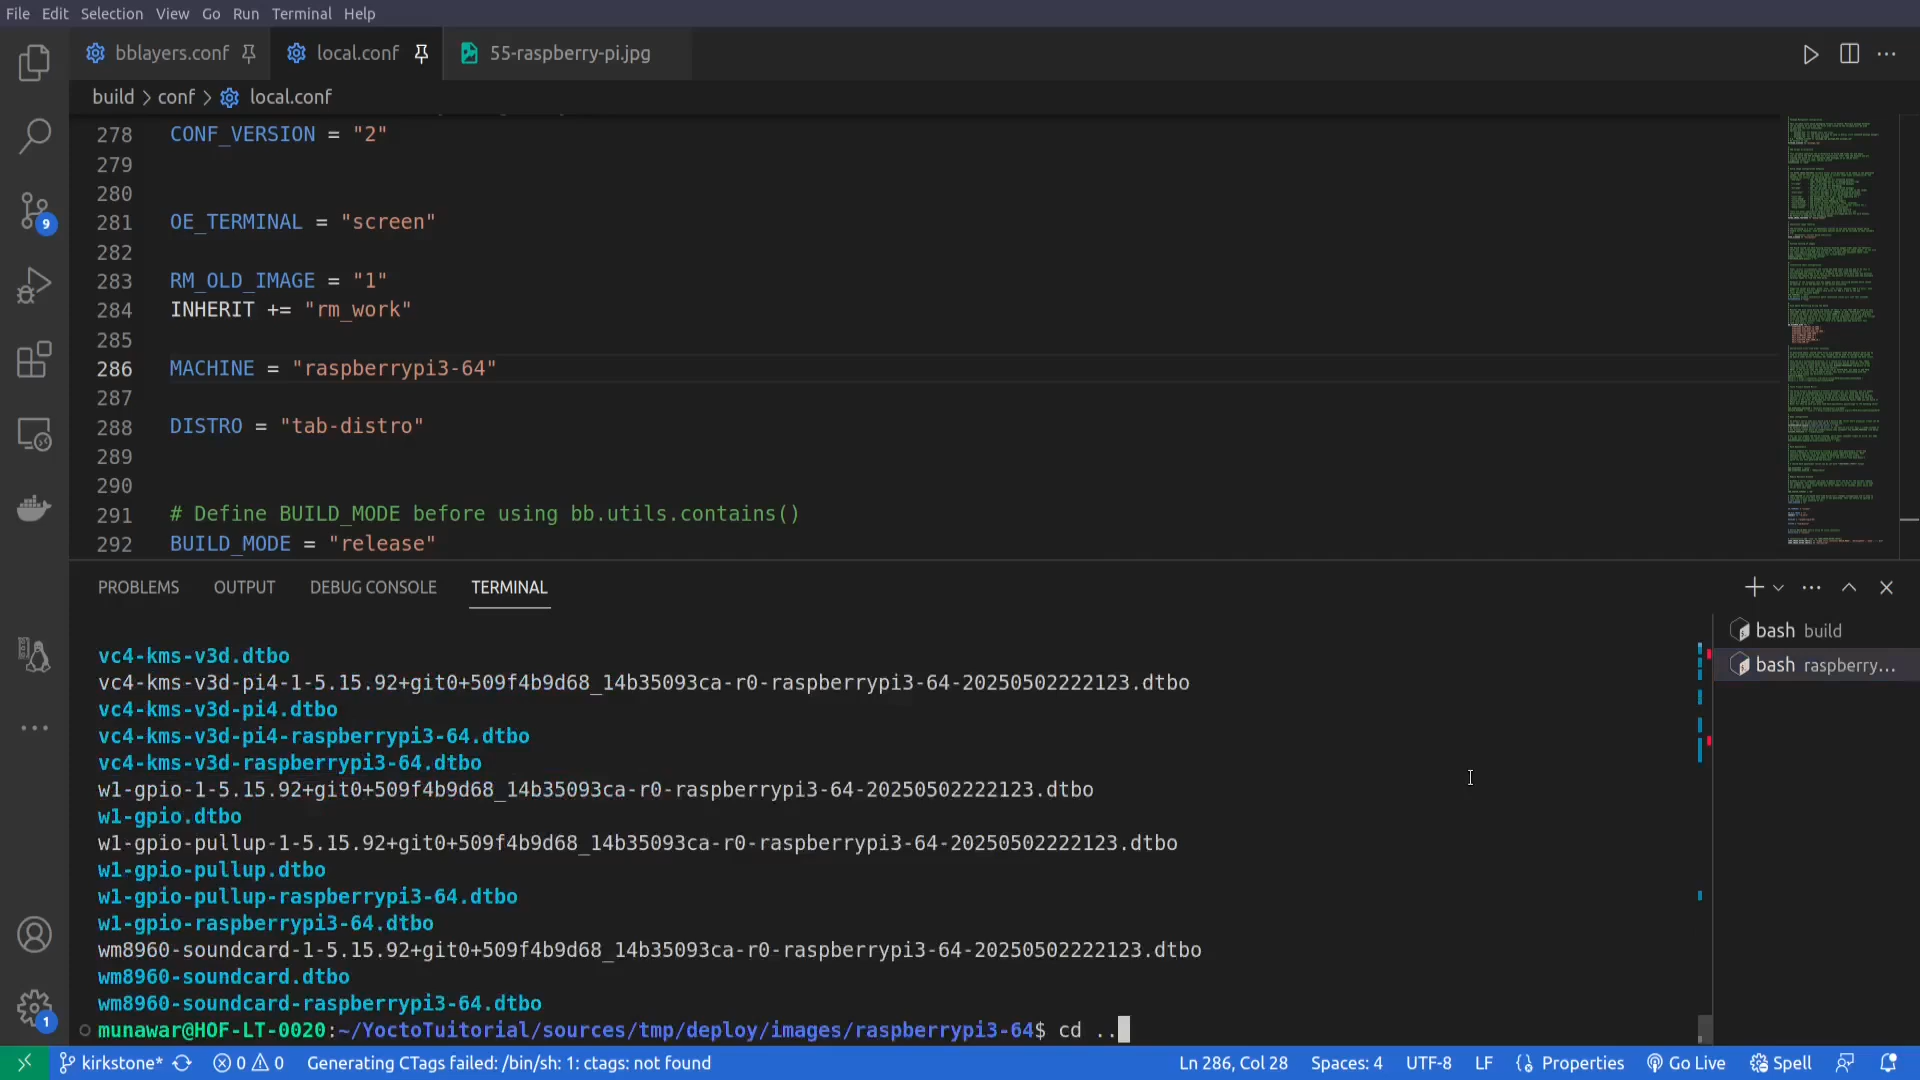 File Edit Selection View Go Run Terminal Help
bblayers.conf local.conf 55-raspberry-pi.jpg
build > conf > local.conf
278 CONF_VERSION = "2"
279
280
281 OE_TERMINAL = "screen"
282
283 RM_OLD_IMAGE = "1"
284 INHERIT += "rm_work"
285
286 MACHINE = "raspberrypi3-64"
287
288 DISTRO = "tab-distro"
289
290
291 # Define BUILD_MODE before using bb.utils.contains()
292 BUILD_MODE = "release"
9
PROBLEMS OUTPUT DEBUG CONSOLE TERMINAL
bash build
bash raspberry...
vc4-kms-v3d.dtbo
vc4-kms-v3d-pi4-1-5.15.92+git0+509f4b9d68_14b35093ca-r0-raspberrypi3-64-20250502222123.dtbo
vc4-kms-v3d-pi4.dtbo
vc4-kms-v3d-pi4-raspberrypi3-64.dtbo
vc4-kms-v3d-raspberrypi3-64.dtbo
w1-gpio-1-5.15.92+git0+509f4b9d68_14b35093ca-r0-raspberrypi3-64-20250502222123.dtbo
w1-gpio.dtbo
w1-gpio-pullup-1-5.15.92+git0+509f4b9d68_14b35093ca-r0-raspberrypi3-64-20250502222123.dtbo
w1-gpio-pullup.dtbo
w1-gpio-pullup-raspberrypi3-64.dtbo
w1-gpio-raspberrypi3-64.dtbo
wm8960-soundcard-1-5.15.92+git0+509f4b9d68_14b35093ca-r0-raspberrypi3-64-20250502222123.dtbo
wm8960-soundcard.dtbo
wm8960-soundcard-raspberrypi3-64.dtbo
munawar@HOF-LT-0020:~/YoctoTuitorial/sources/tmp/deploy/images/raspberrypi3-64$ cd ..
1
kirkstone* 0 0 Generating CTags failed: /bin/sh: 1: ctags: not found Ln 286, Col 28 Spaces: 4 UTF-8 LF Properties Go Live Spell